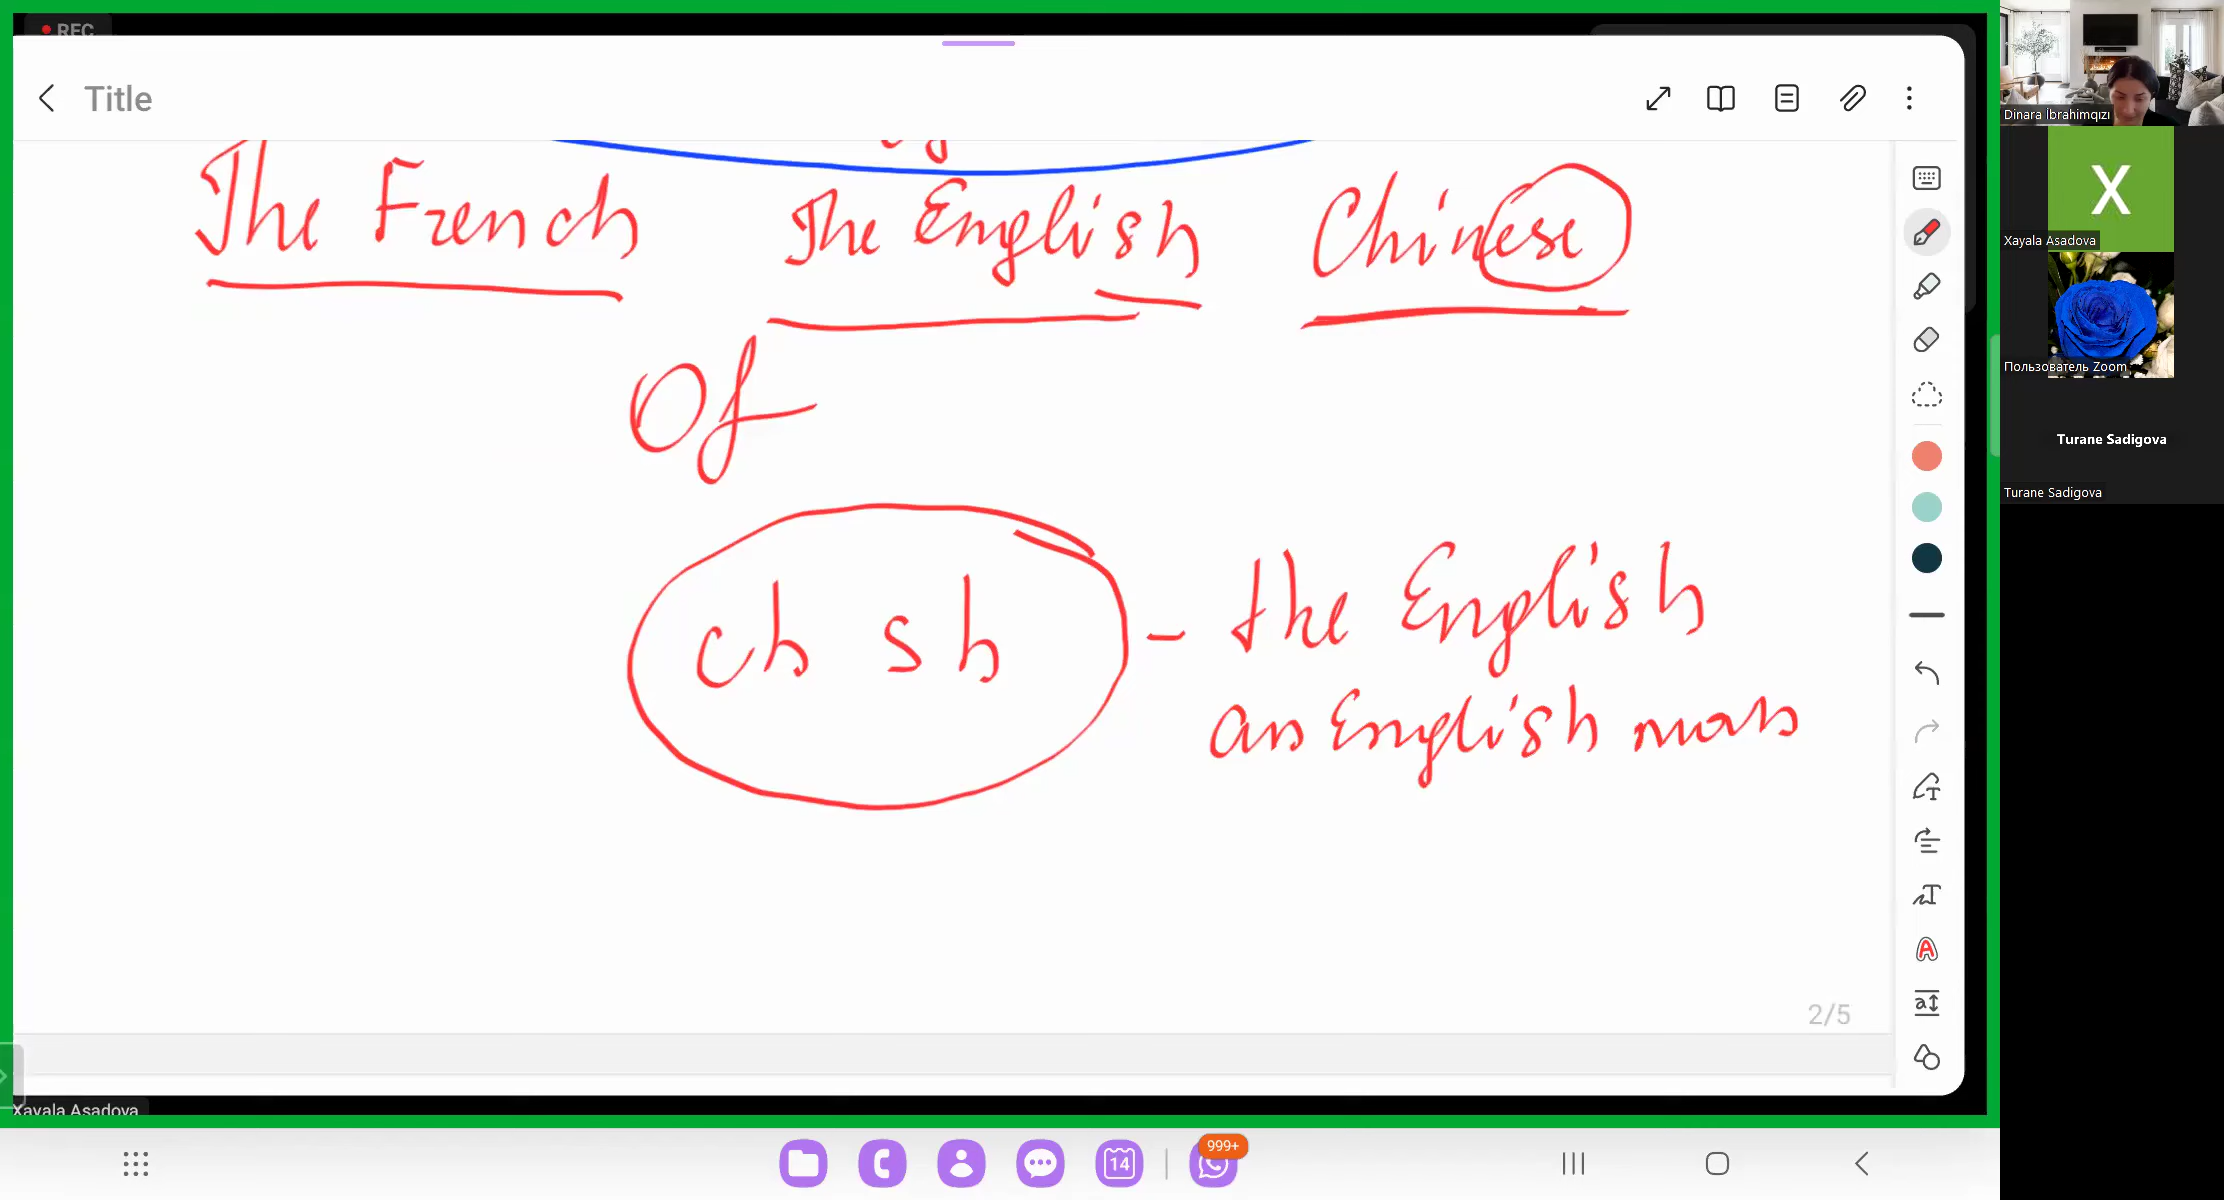 REC
Title
The French The English Chinese
Of
ch sh - the English
an English man
2/5
Xayala Asadova
14
999+
Dinara İbrahimqızı
X
Xayala Asadova
Пользователь Zoom
Turane Sadigova
Turane Sadigova